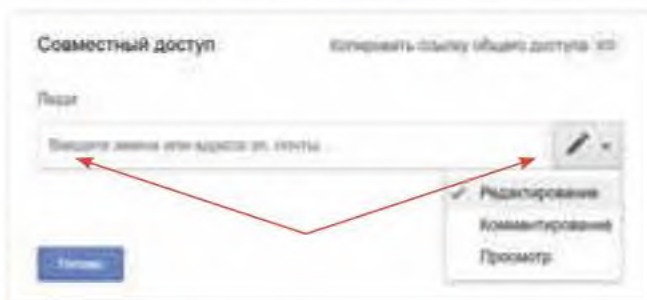 Совместный доступ
Копировать ссылку общего доступа
Люди
Введите имена или адреса эл. почты...
Редактирование
Комментирование
Просмотр
Готово